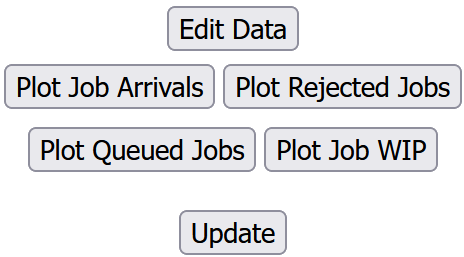 Edit Data
Plot Job Arrivals Plot Rejected Jobs
Plot Queued Jobs Plot Job WIP
Update